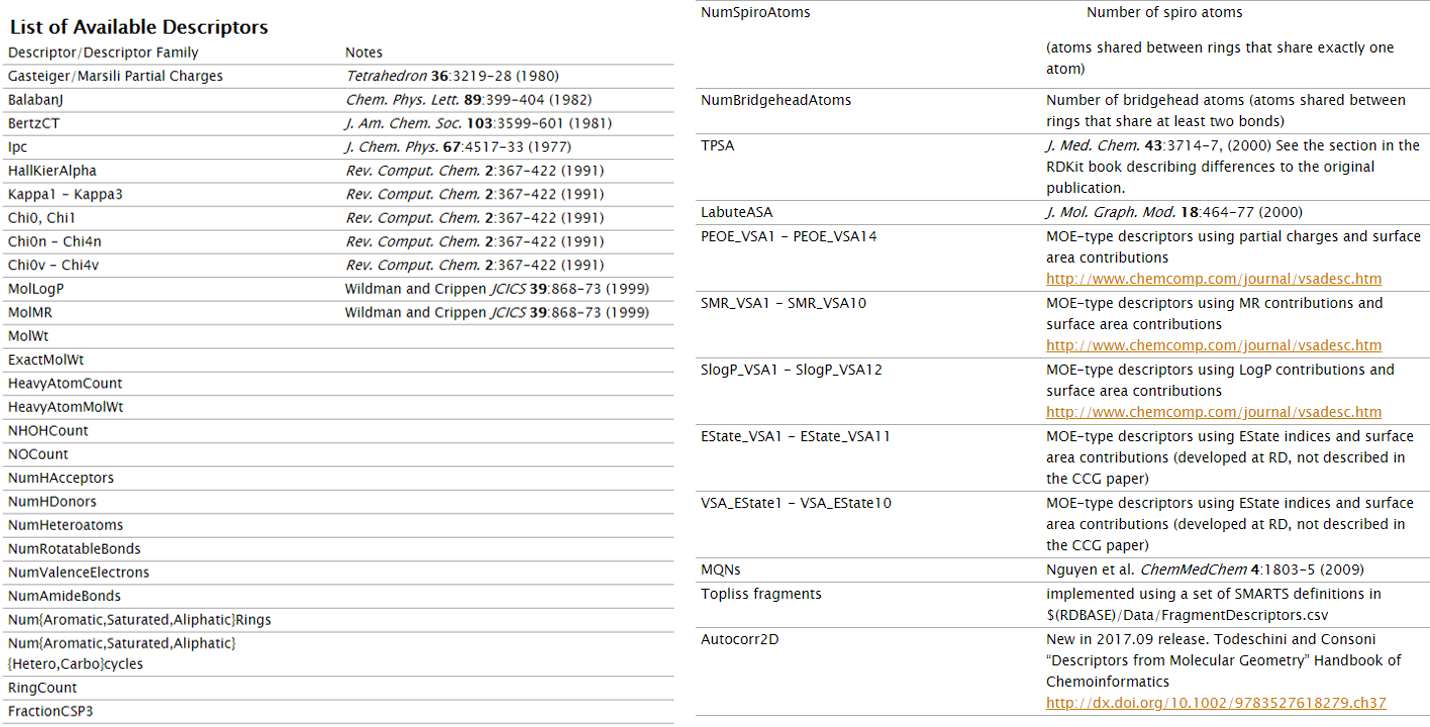 List of Available Descriptors
Descriptor/Descriptor Family Notes
Gasteiger/Marsili Partial Charges Tetrahedron 36:3219-28 (1980)
BalabanJ Chem. Phys. Lett. 89:399-404 (1982)
BertzCT J. Am. Chem. Soc. 103:3599-601 (1981)
Ipc J. Chem. Phys. 67:4517-33 (1977)
HallKierAlpha Rev. Comput. Chem. 2:367-422 (1991)
Kappa1 - Kappa3 Rev. Comput. Chem. 2:367-422 (1991)
Chi0, Chi1 Rev. Comput. Chem. 2:367-422 (1991)
Chi0n - Chi4n Rev. Comput. Chem. 2:367-422 (1991)
Chi0v - Chi4v Rev. Comput. Chem. 2:367-422 (1991)
MolLogP Wildman and Crippen JCICS 39:868-73 (1999)
MolMR Wildman and Crippen JCICS 39:868-73 (1999)
MolWt
ExactMolWt
HeavyAtomCount
HeavyAtomMolWt
NHOHCount
NOCount
NumHAcceptors
NumHDonors
NumHeteroatoms
NumRotatableBonds
NumValenceElectrons
NumAmideBonds
Num{Aromatic,Saturated,Aliphatic}Rings
Num{Aromatic,Saturated,Aliphatic}
{Hetero,Carbo}cycles
RingCount
FractionCSP3
NumSpiroAtoms Number of spiro atoms
(atoms shared between rings that share exactly one
atom)
NumBridgeheadAtoms Number of bridgehead atoms (atoms shared between
rings that share at least two bonds)
TPSA J. Med. Chem. 43:3714-7, (2000) See the section in the
RDKit book describing differences to the original
publication.
LabuteASA J. Mol. Graph. Mod. 18:464-77 (2000)
PEOE_VSA1 - PEOE_VSA14 MOE-type descriptors using partial charges and surface
area contributions
http://www.chemcomp.com/journal/vsadesc.htm
SMR_VSA1 - SMR_VSA10 MOE-type descriptors using MR contributions and
surface area contributions
http://www.chemcomp.com/journal/vsadesc.htm
SlogP_VSA1 - SlogP_VSA12 MOE-type descriptors using LogP contributions and
surface area contributions
http://www.chemcomp.com/journal/vsadesc.htm
EState_VSA1 - EState_VSA11 MOE-type descriptors using EState indices and surface
area contributions (developed at RD, not described in
the CCG paper)
VSA_EState1 - VSA_EState10 MOE-type descriptors using EState indices and surface
area contributions (developed at RD, not described in
the CCG paper)
MQNs Nguyen et al. ChemMedChem 4:1803-5 (2009)
Topliss fragments implemented using a set of SMARTS definitions in
$(RDBASE)/Data/FragmentDescriptors.csv
Autocorr2D New in 2017.09 release. Todeschini and Consoni
“Descriptors from Molecular Geometry” Handbook of
Chemoinformatics
http://dx.doi.org/10.1002/9783527618279.ch37